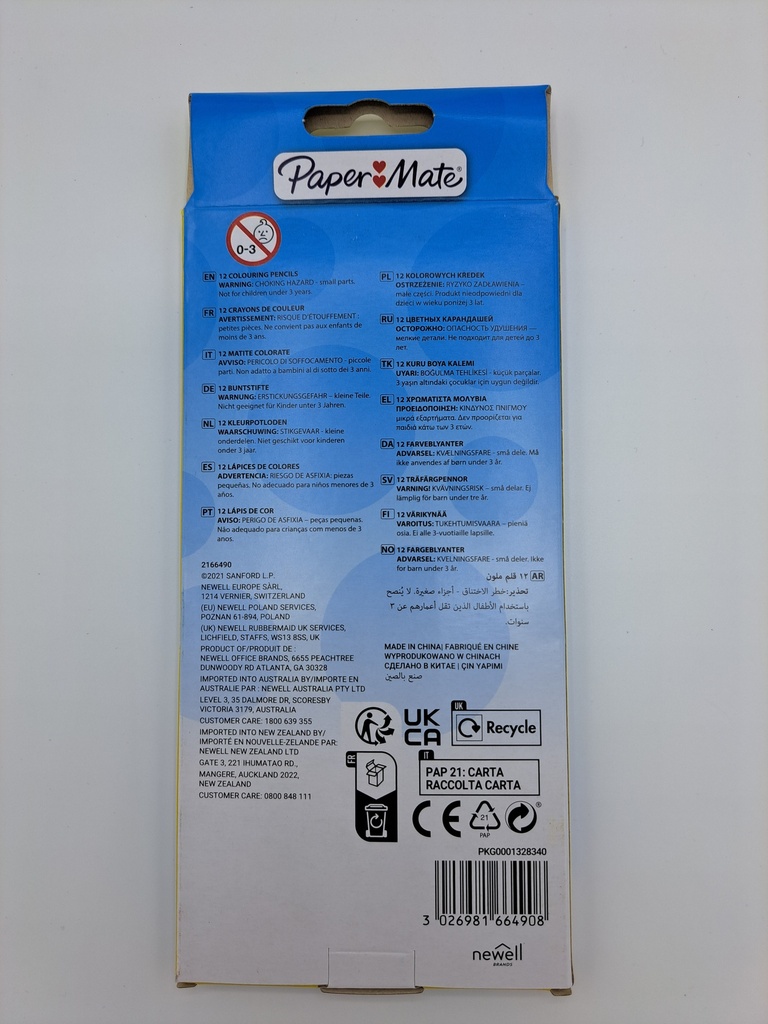 Paper Mate®
0-3
EN 12 COLOURING PENCILS
WARNING: CHOKING HAZARD - small parts.
Not for children under 3 years.
FR 12 CRAYONS DE COULEUR
AVERTISSEMENT: RISQUE D'ÉTOUFFEMENT :
petites pièces. Ne convient pas aux enfants de
moins de 3 ans.
IT 12 MATITE COLORATE
AVVISO: PERICOLO DI SOFFOCAMENTO - piccole
parti. Non adatto a bambini al di sotto dei 3 anni.
DE 12 BUNTSTIFTE
WARNUNG: ERSTICKUNGSGEFAHR – kleine Teile.
Nicht geeignet für Kinder unter 3 Jahren.
NL 12 KLEURPOTLODEN
WAARSCHUWING: STIKGEVAAR - kleine
onderdelen. Niet geschikt voor kinderen
onder 3 jaar.
ES 12 LÁPICES DE COLORES
ADVERTENCIA: RIESGO DE ASFIXIA: piezas
pequeñas. No adecuado para niños menores de 3
años.
PT 12 LÁPIS DE COR
AVISO: PERIGO DE ASFIXIA – peças pequenas.
Não adequado para crianças com menos de 3
anos.
PL 12 KOLOROWYCH KREDEK
OSTRZEŻENIE: RYZYKO ZADŁAWIENIA -
małe części. Produkt nieodpowiedni dla
dzieci w wieku poniżej 3 lat.
RU 12 ЦВЕТНЫХ КАРАНДАШЕЙ
ОСТОРОЖНО: ОПАСНОСТЬ УДУШЕНИЯ —
мелкие детали. Не подходит для детей до 3
лет.
TK 12 KURU BOYA KALEMI
UYARI: BOĞULMA TEHLİKESİ - küçük parçalar.
3 yaşın altındaki çocuklar için uygun değildir.
EL 12 ΧΡΩΜΑΤΙΣΤΑ ΜΟΛΥΒΙΑ
ΠΡΟΕΙΔΟΠΟΙΗΣΗ: ΚΙΝΔΥΝΟΣ ΠΝΙΓΜΟΥ
μικρά εξαρτήματα. Δεν προορίζεται για
παιδιά κάτω των 3 ετών.
DA 12 FARVEBLYANTER
ADVARSEL: KVÆLNINGSFARE - små dele. Må
ikke anvendes af børn under 3 år.
SV 12 TRÄFÄRGPENNOR
VARNING! KVÄVNINGSRISK – små delar. Ej
lämplig för barn under tre år.
FI 12 VÄRIKYNÄÄ
VAROITUS: TUKEHTUMISVAARA – pieniä
osia. Ei alle 3-vuotiaille lapsille.
NO 12 FARGEBLYANTER
ADVARSEL: KVELNINGSFARE - små deler. Ikke
for barn under 3 år.
AR ١٢ قلم ملون
تحذير: خطر الاختناق - أجزاء صغيرة. لا يُنصح
باستخدام الأطفال الذين تقل أعمارهم عن ٣
سنوات.
2166490
©2021 SANFORD L.P.
NEWELL EUROPE SÀRL,
1214 VERNIER, SWITZERLAND
(EU) NEWELL POLAND SERVICES,
POZNAN 61-894, POLAND
(UK) NEWELL RUBBERMAID UK SERVICES,
LICHFIELD, STAFFS, WS13 8SS, UK
PRODUCT OF/PRODUIT DE :
NEWELL OFFICE BRANDS, 6655 PEACHTREE
DUNWOODY RD ATLANTA, GA 30328
IMPORTED INTO AUSTRALIA BY/IMPORTE EN
AUSTRALIE PAR : NEWELL AUSTRALIA PTY LTD
LEVEL 3, 35 DALMORE DR, SCORESBY
VICTORIA 3179, AUSTRALIA
CUSTOMER CARE: 1800 639 355
IMPORTED INTO NEW ZEALAND BY/
IMPORTÉ EN NOUVELLE-ZELANDE PAR:
NEWELL NEW ZEALAND LTD
GATE 3, 221 IHUMATAO RD.,
MANGERE, AUCKLAND 2022,
NEW ZEALAND
CUSTOMER CARE: 0800 848 111
MADE IN CHINA| FABRIQUÉ EN CHINE
WYPRODUKOWANO W CHINACH
СДЕЛАНО В КИТАЕ | ÇIN YAPIMI
صنع بالصين
UK
CA
UK
Recycle
FR
IT
PAP 21: CARTA
RACCOLTA CARTA
CE
21
PAP
®
PKG0001328340
3 026981 664908
newell
BRANDS